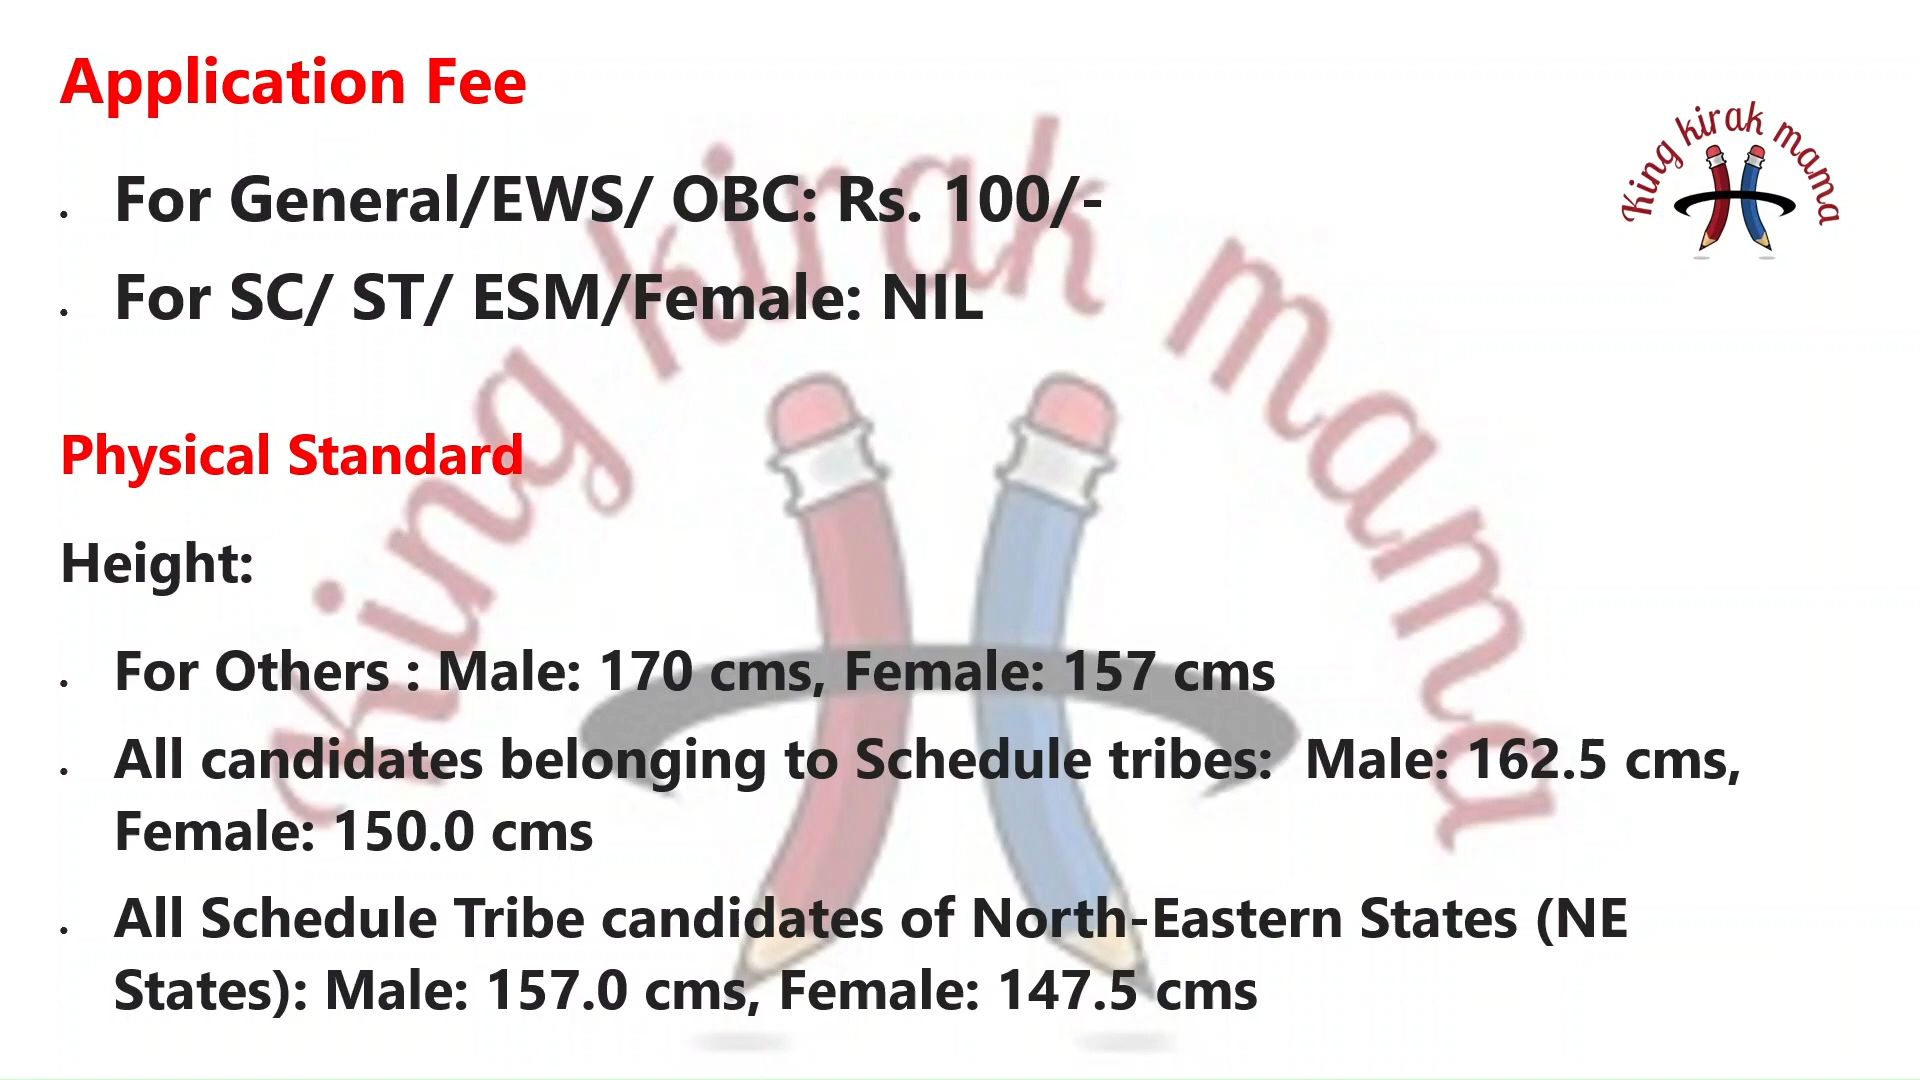 Application Fee
King kirak mama
• For General/EWS/ OBC: Rs. 100/-
• For SC/ ST/ ESM/Female: NIL
King kirak mama
Physical Standard
Height:
• For Others : Male: 170 cms, Female: 157 cms
• All candidates belonging to Schedule tribes: Male: 162.5 cms,
Female: 150.0 cms
• All Schedule Tribe candidates of North-Eastern States (NE
States): Male: 157.0 cms, Female: 147.5 cms